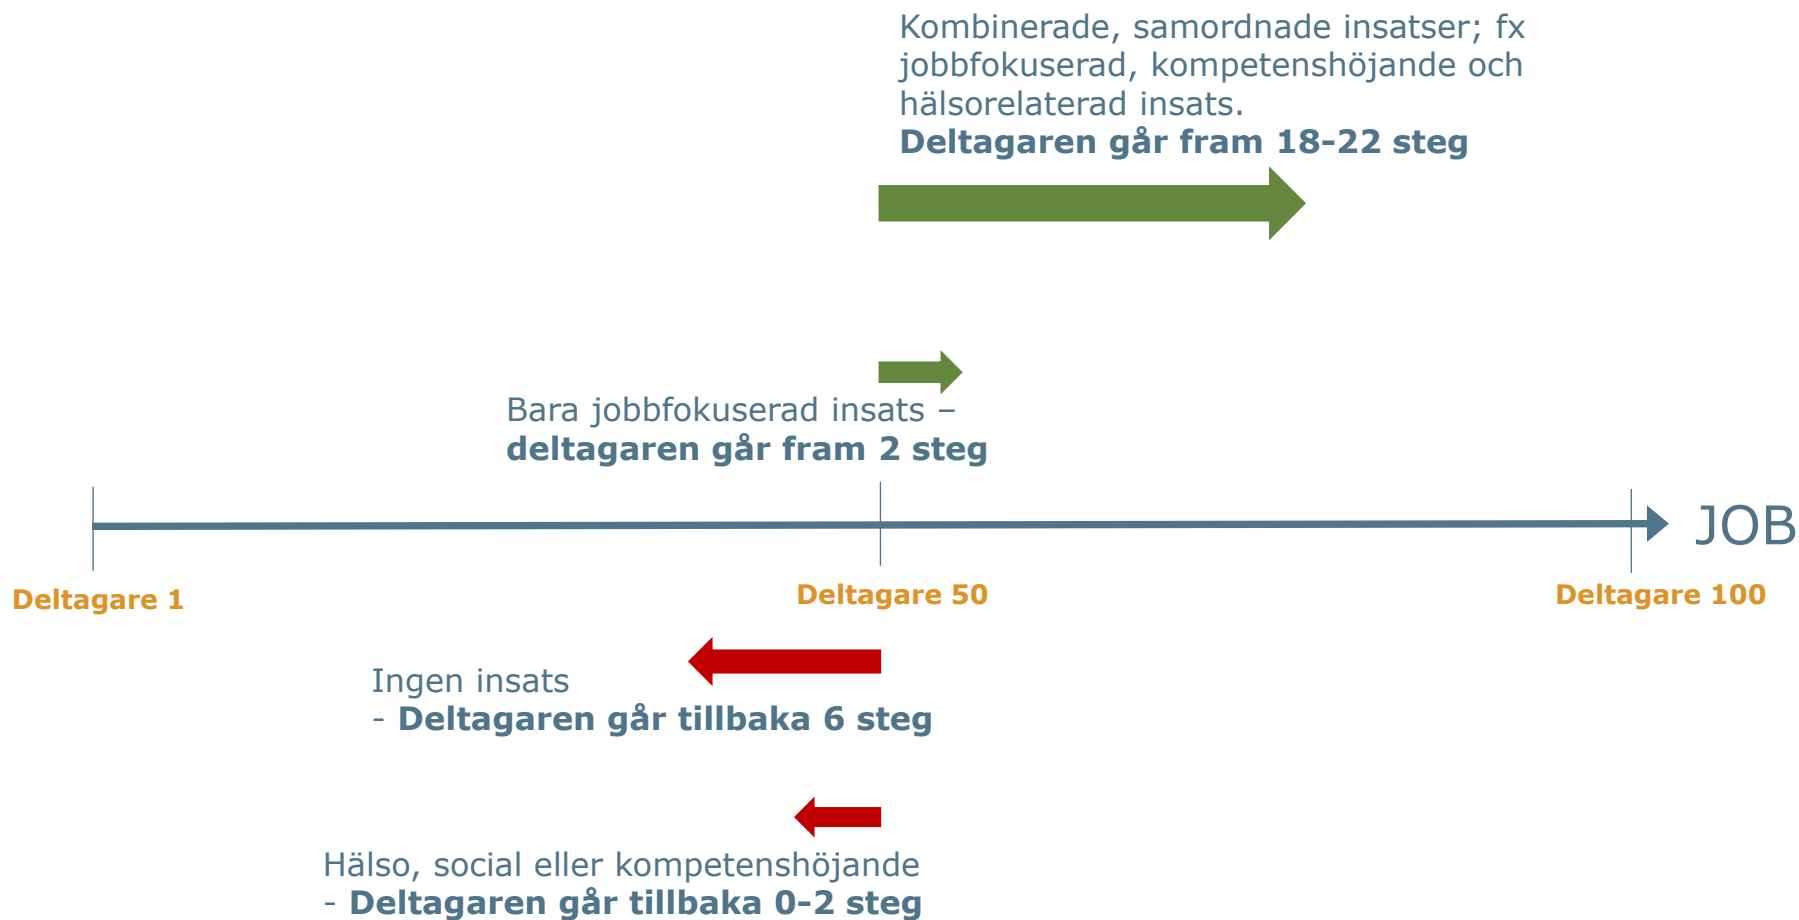 Kombinerade, samordnade insatser; fx
jobbfokuserad, kompetenshöjande och
hälsorelaterad insats.
Deltagaren går fram 18-22 steg
Bara jobbfokuserad insats –
deltagaren går fram 2 steg
JOB
Deltagare 1
Deltagare 50
Deltagare 100
Ingen insats
- Deltagaren går tillbaka 6 steg
Hälso, social eller kompetenshöjande
- Deltagaren går tillbaka 0-2 steg